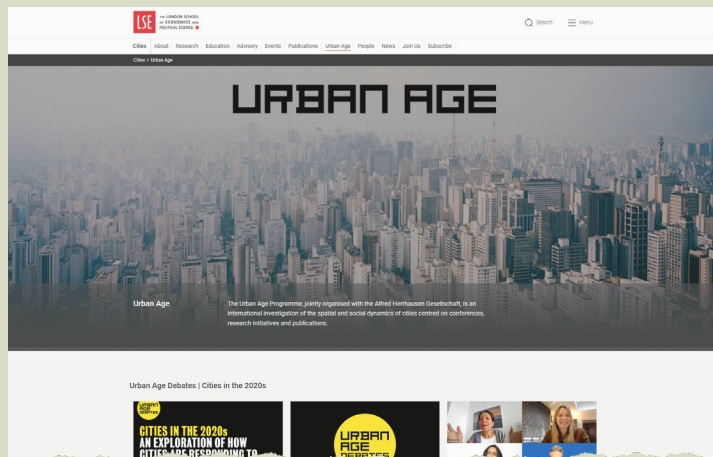 LSE THE LONDON SCHOOL
OF ECONOMICS AND
POLITICAL SCIENCE
Search Menu
Cities About Research Education Advisory Events Publications Urban Age People News Join Us Subscribe
Cities > Urban Age
URBAN AGE
Urban Age
The Urban Age Programme, jointly organised with the Alfred Herrhausen Gesellschaft, is an
international investigation of the spatial and social dynamics of cities centred on conferences,
research initiatives and publications.
Urban Age Debates | Cities in the 2020s
URBAN
AGE
DEBATES
CITIES IN THE 2020s
AN EXPLORATION OF HOW
CITIES ARE RESPONDING TO
URBAN
AGE
DEBATES